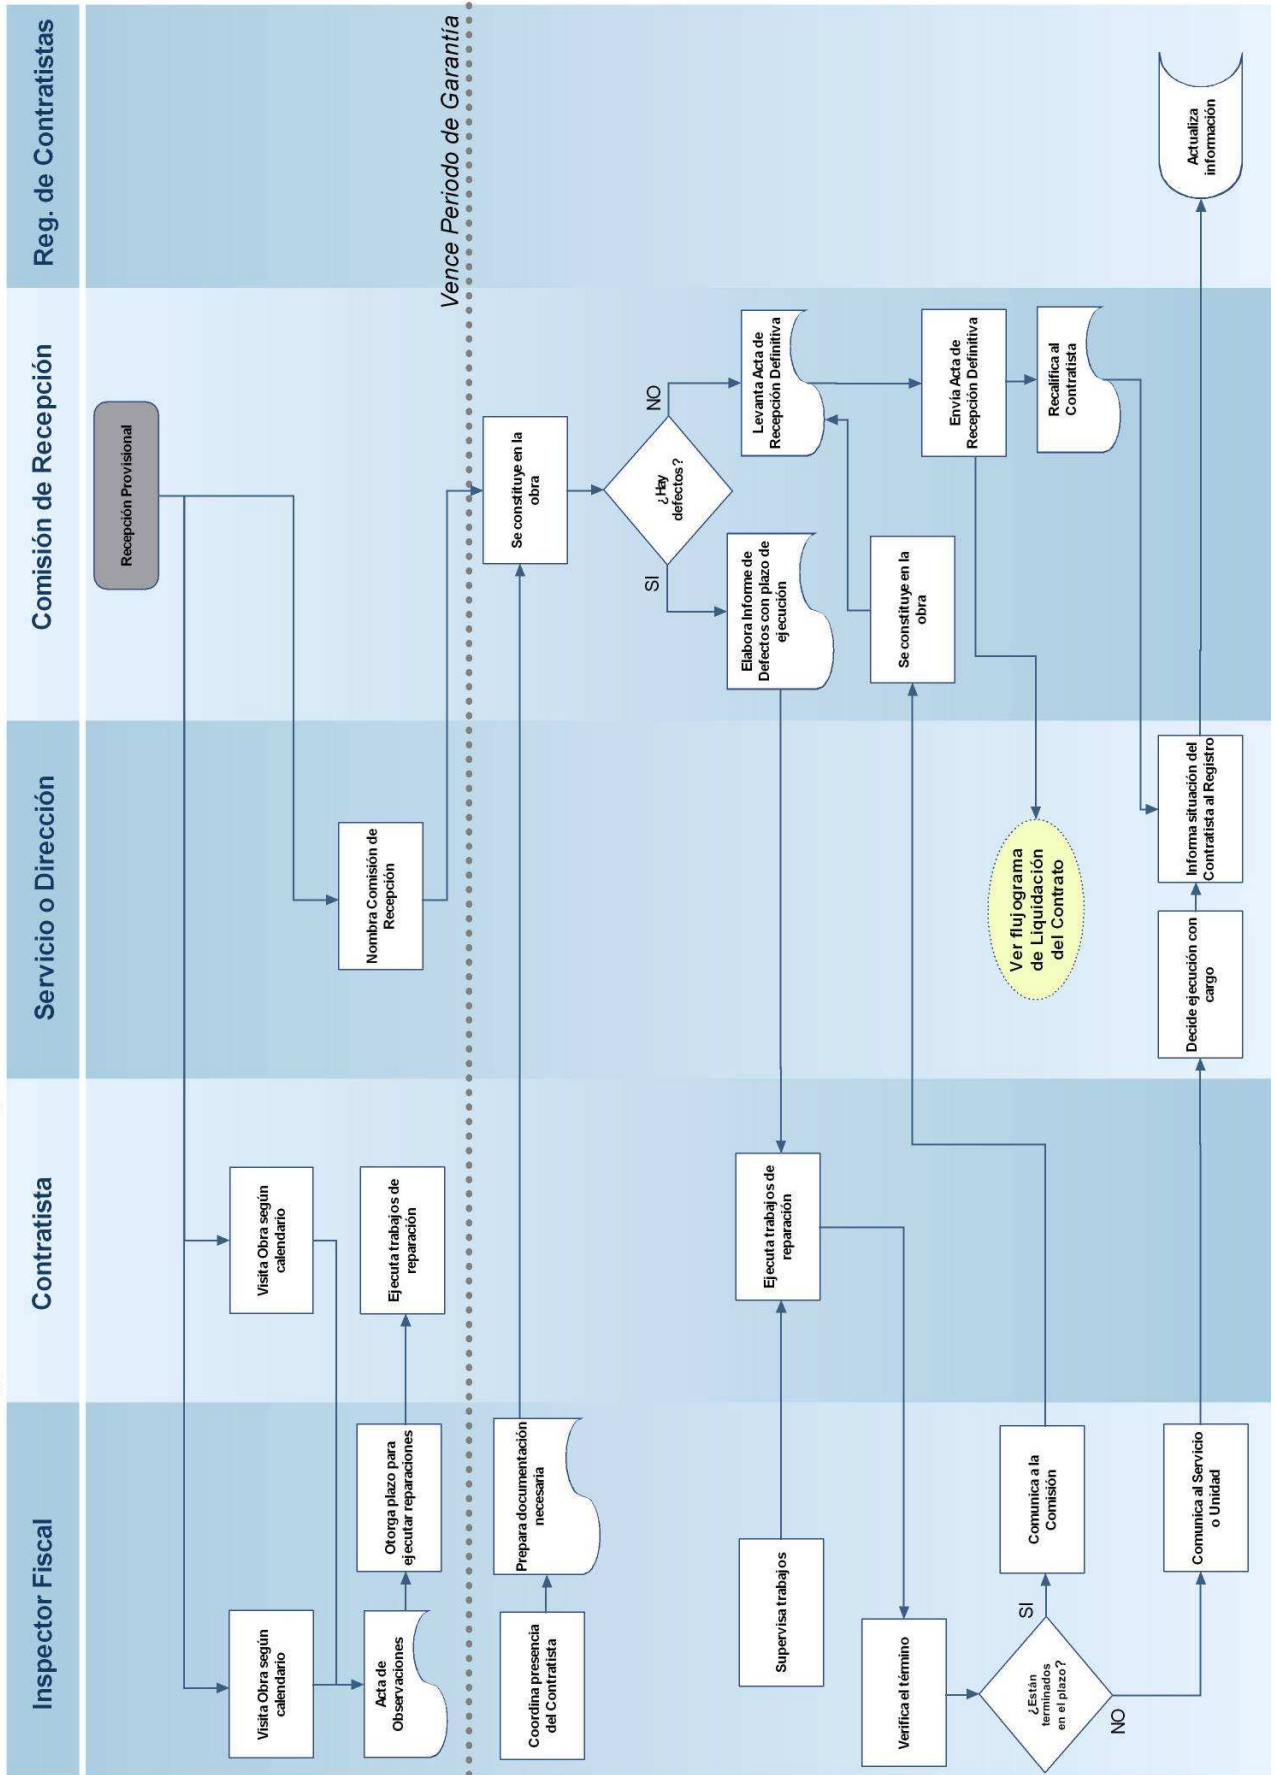 Inspector Fiscal
Contratista
Servicio o Dirección
Comisión de Recepción
Reg. de Contratistas
Recepción Provisional
Visita Obra según
calendario
Visita Obra según
calendario
Nombra Comisión de
Recepción
Acta de
Observaciones
Otorga plazo para
ejecutar reparaciones
Ejecuta trabajos de
reparación
Vence Periodo de Garantía
Coordina presencia
del Contratista
Prepara documentación
necesaria
Se constituye en la
obra
¿Hay
defectos?
SI
NO
Elabora Informe de
Defectos con plazo de
ejecución
Levanta Acta de
Recepción Definitiva
Supervisa trabajos
Ejecuta trabajos de
reparación
Verifica el término
Se constituye en la
obra
Envía Acta de
Recepción Definitiva
¿Están
terminados
en el plazo?
SI
NO
Comunica a la
Comisión
Ver flujograma
de Liquidación
del Contrato
Recalifica al
Contratista
Comunica al Servicio
o Unidad
Decide ejecución con
cargo
Informa situación del
Contratista al Registro
Actualiza
información